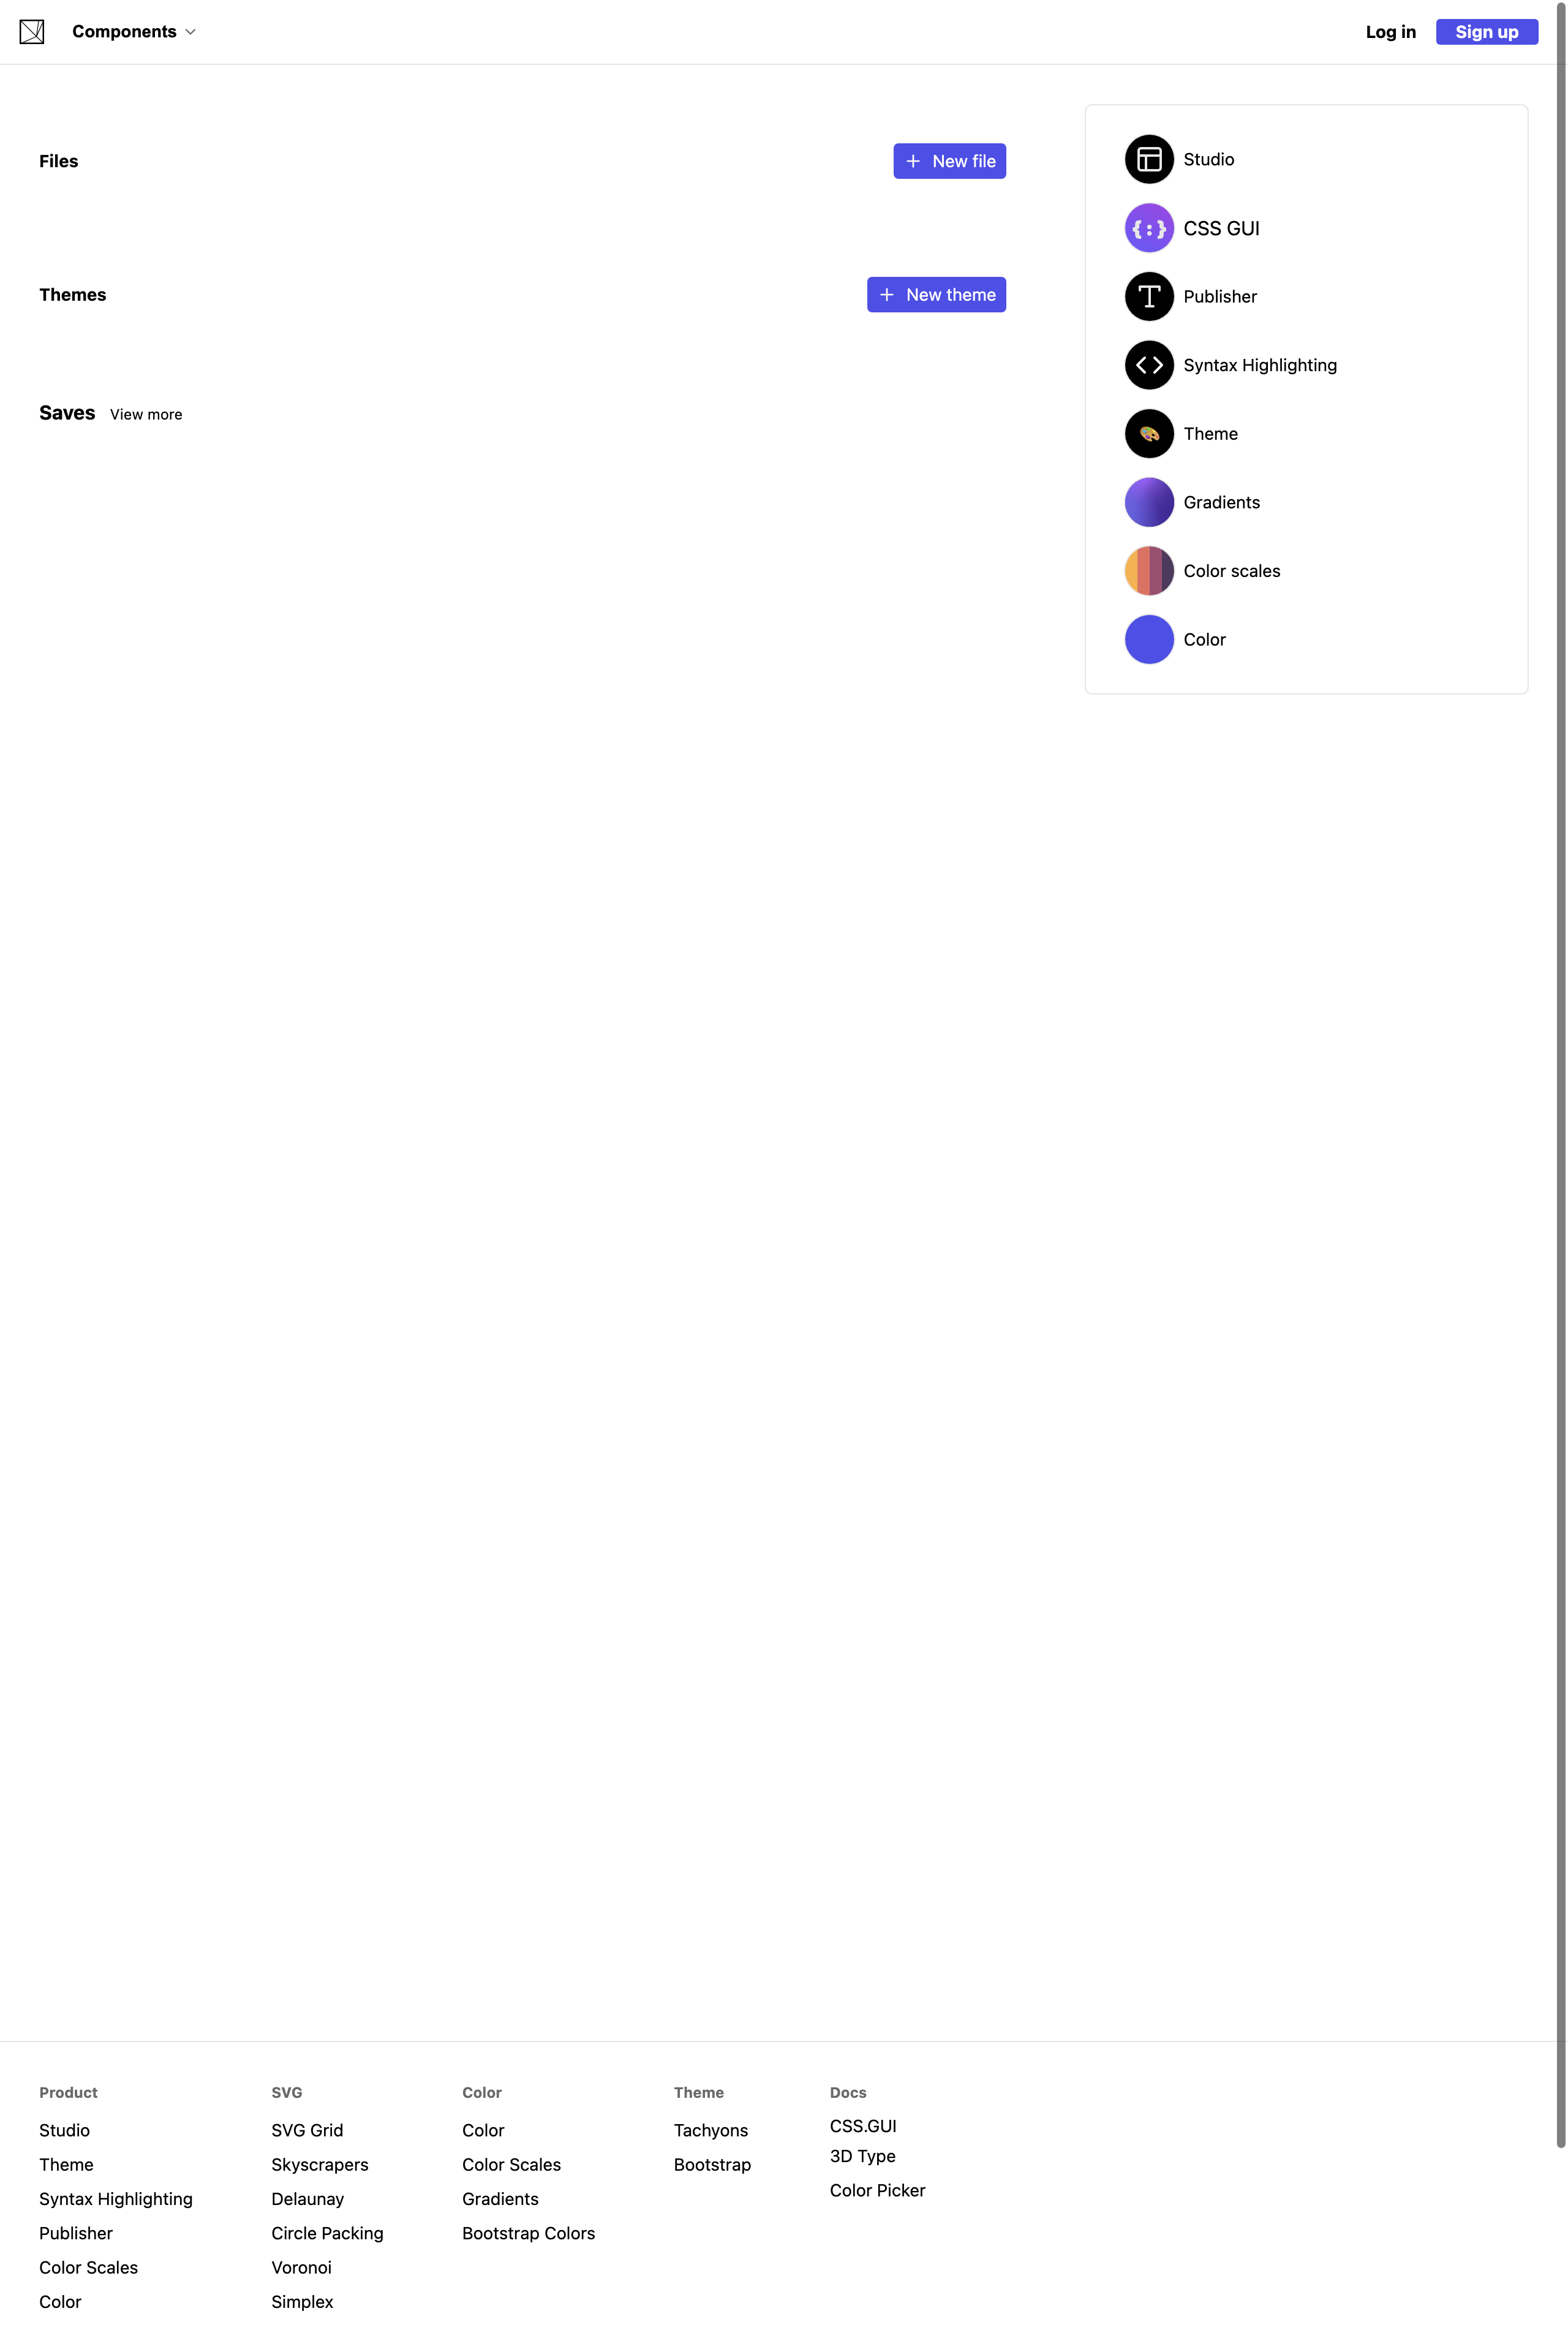 Components
Log in
Sign up
Files
New file
Themes
New theme
Saves View more
Studio
{:} CSS GUI
Publisher
Syntax Highlighting
Theme
Gradients
Color scales
Color
Product
Studio
Theme
Syntax Highlighting
Publisher
Color Scales
Color
SVG
SVG Grid
Skyscrapers
Delaunay
Circle Packing
Voronoi
Simplex
Color
Color
Color Scales
Gradients
Bootstrap Colors
Theme
Tachyons
Bootstrap
Docs
CSS.GUI
3D Type
Color Picker